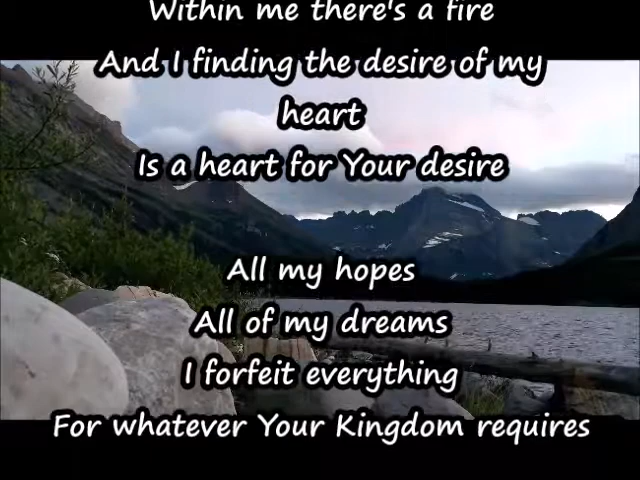 Within me there's a fire
And I finding the desire of my
heart
Is a heart for Your desire
All my hopes
All of my dreams
I forfeit everything
For whatever Your Kingdom requires